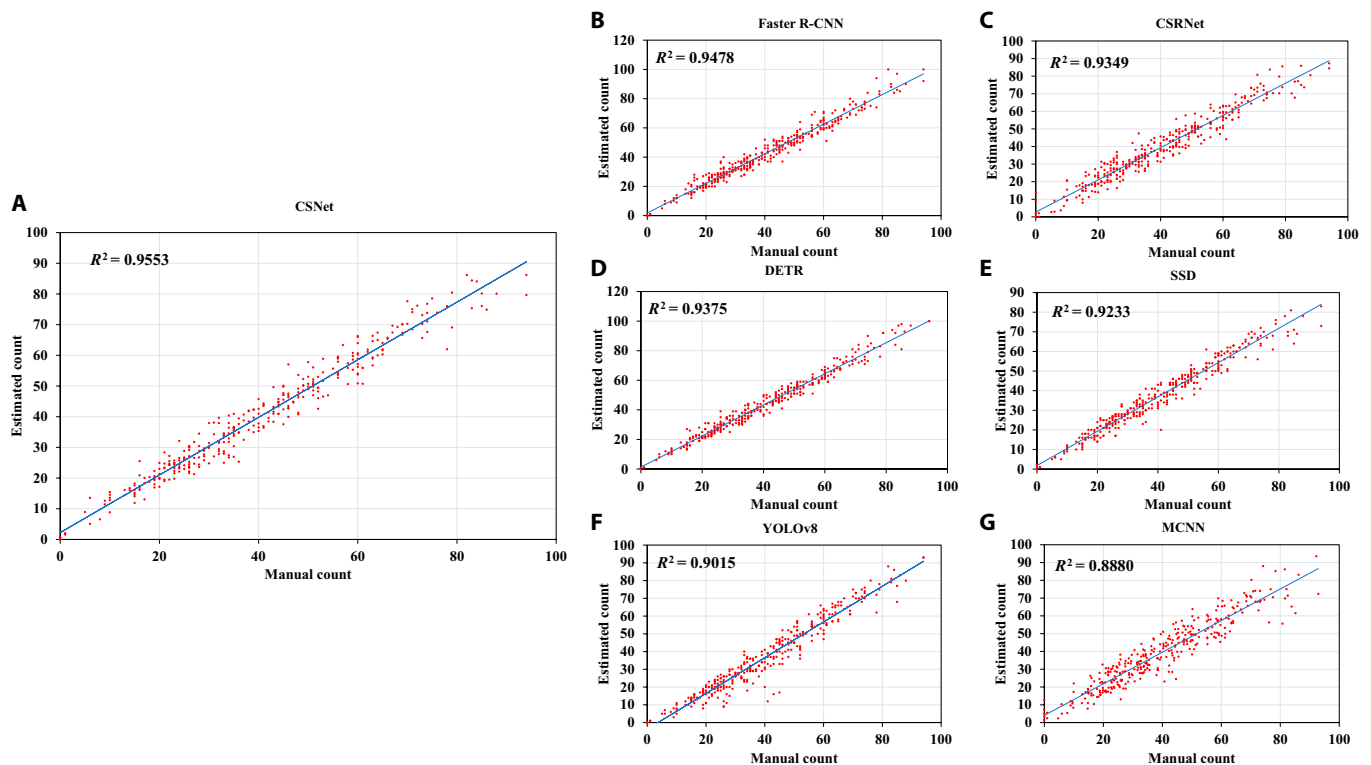 A
CSNet
R² = 0.9553
100
90
80
70
60
50
40
30
20
10
0
Estimated count
0 20 40 60 80 100
Manual count
B
Faster R-CNN
R² = 0.9478
120
100
80
60
40
20
0
Estimated count
0 20 40 60 80 100
Manual count
C
CSRNet
R² = 0.9349
100
90
80
70
60
50
40
30
20
10
0
Estimated count
0 20 40 60 80 100
Manual count
D
DETR
R² = 0.9375
120
100
80
60
40
20
0
Estimated count
0 20 40 60 80 100
Manual count
E
SSD
R² = 0.9233
90
80
70
60
50
40
30
20
10
0
Estimated count
0 20 40 60 80 100
Manual count
F
YOLOv8
R² = 0.9015
100
90
80
70
60
50
40
30
20
10
0
Estimated count
0 20 40 60 80 100
Manual count
G
MCNN
R² = 0.8880
100
90
80
70
60
50
40
30
20
10
0
Estimated count
0 20 40 60 80 100
Manual count